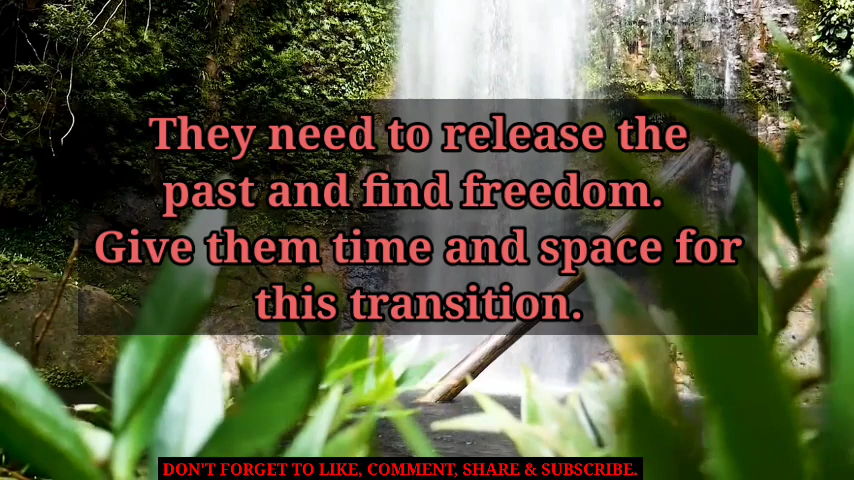 They need to release the
past and find freedom.
Give them time and space for
this transition.
DON'T FORGET TO LIKE, COMMENT, SHARE & SUBSCRIBE.